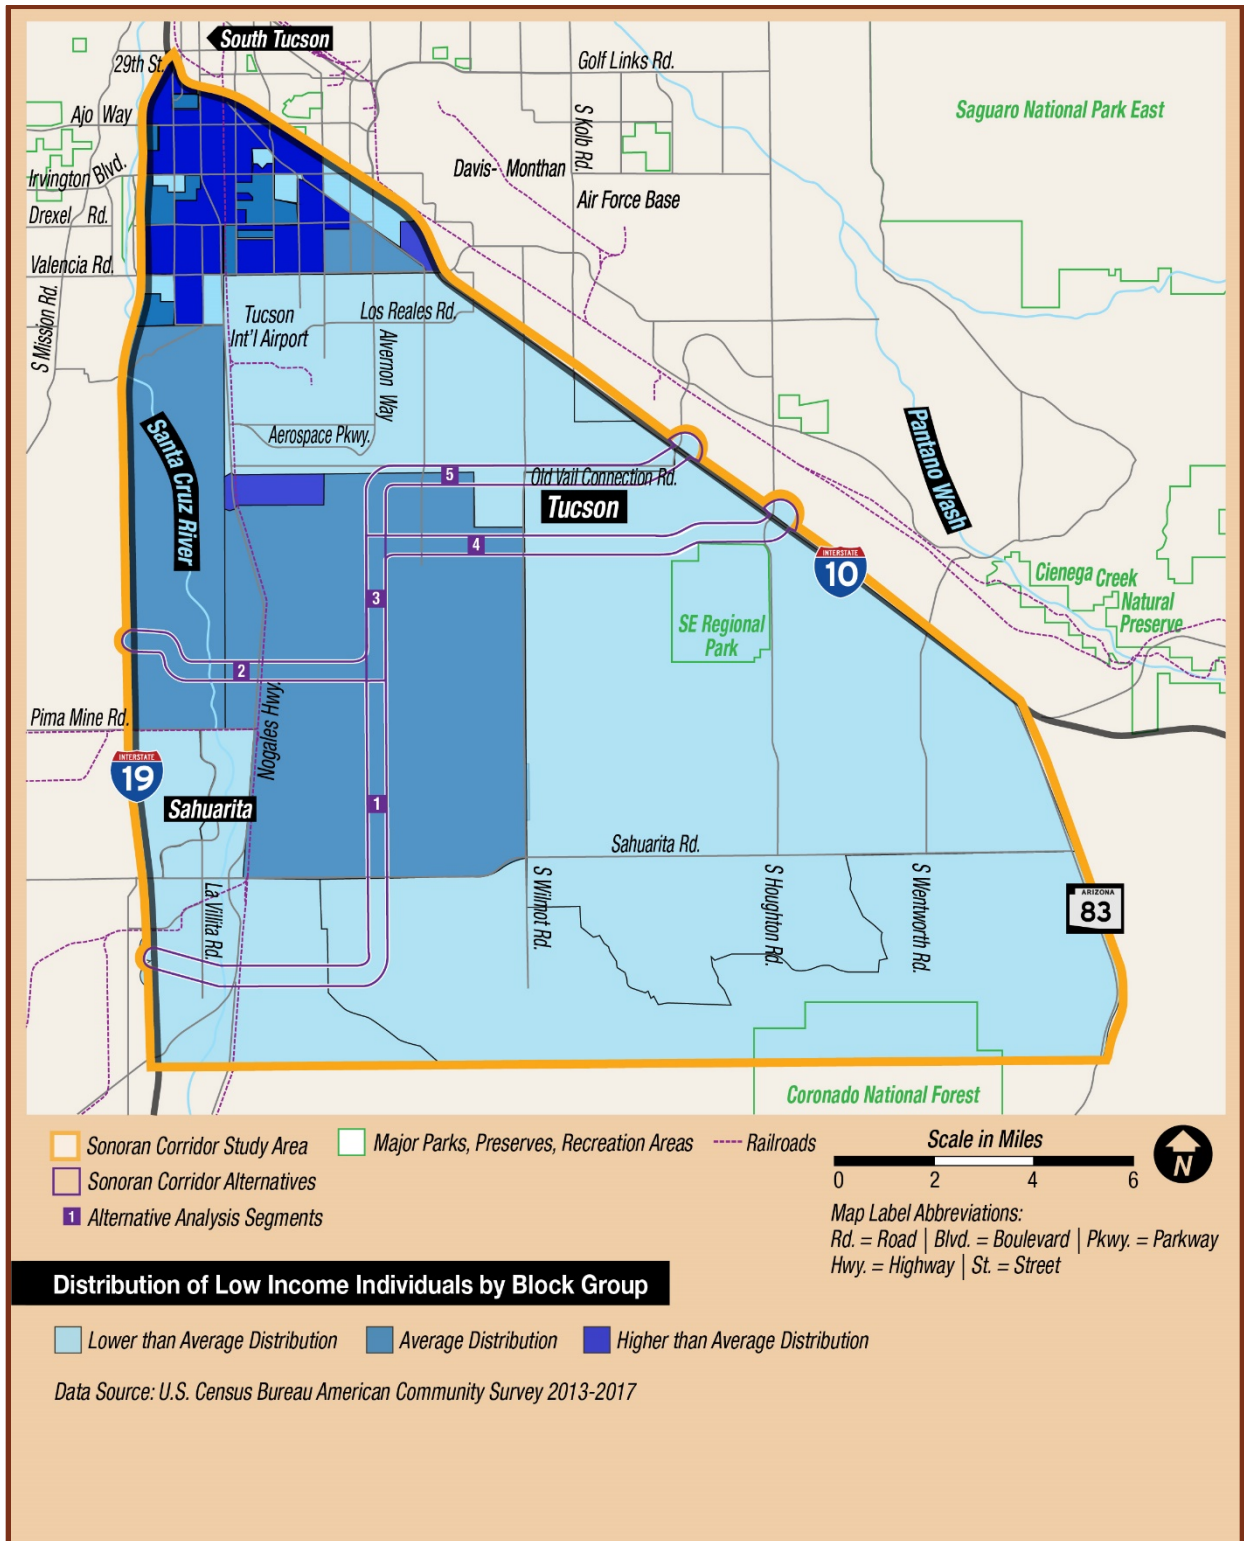 South Tucson
29th St.
Golf Links Rd.
Ajo Way
S Kolb Rd.
Saguaro National Park East
Irvington Blvd.
Davis- Monthan
Air Force Base
Drexel Rd.
Valencia Rd.
S Mission Rd.
Tucson
Int'l Airport
Los Reales Rd.
Alvernon Way
Santa Cruz River
Aerospace Pkwy.
Pantano Wash
5
Old Vail Connection Rd.
Tucson
4
INTERSTATE
10
Cienega Creek
Natural
Preserve
3
SE Regional
Park
2
Nogales Hwy.
Pima Mine Rd.
INTERSTATE
19
Sahuarita
1
Sahuarita Rd.
La Villita Rd.
S Wilmot Rd.
S Houghton Rd.
S Wentworth Rd.
ARIZONA
83
Coronado National Forest
Sonoran Corridor Study Area
Major Parks, Preserves, Recreation Areas
Railroads
Sonoran Corridor Alternatives
1 Alternative Analysis Segments
Scale in Miles
0 2 4 6
N
Map Label Abbreviations:
Rd. = Road | Blvd. = Boulevard | Pkwy. = Parkway
Hwy. = Highway | St. = Street
Distribution of Low Income Individuals by Block Group
Lower than Average Distribution
Average Distribution
Higher than Average Distribution
Data Source: U.S. Census Bureau American Community Survey 2013-2017